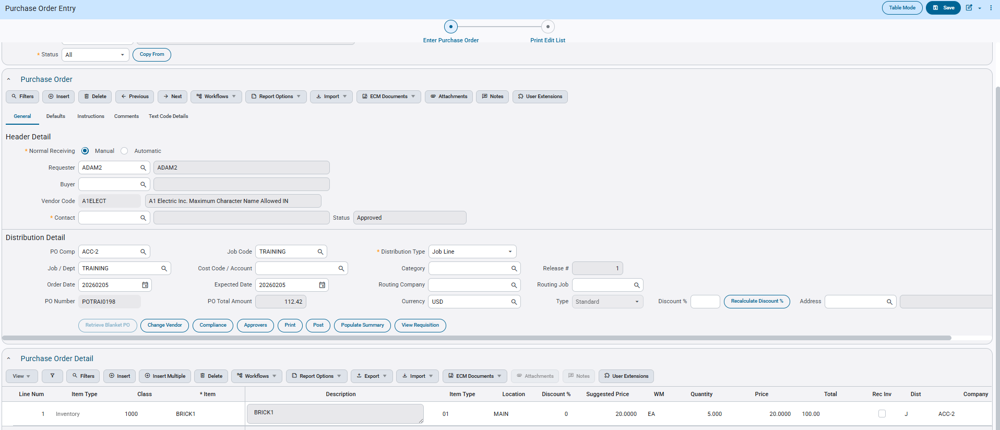 Purchase Order Entry
Table Mode
Save
Enter Purchase Order
Print Edit List
* Status All Copy From
Purchase Order
Filters Insert Delete Previous Next Workflows Report Options Import ECM Documents Attachments Notes User Extensions
General Defaults Instructions Comments Text Code Details
Header Detail
* Normal Receiving Manual Automatic
Requester ADAM2 ADAM2
Buyer
Vendor Code A1ELECT A1 Electric Inc. Maximum Character Name Allowed IN
* Contact Status Approved
Distribution Detail
PO Comp ACC-2 Job Code TRAINING * Distribution Type Job Line
Job / Dept TRAINING Cost Code / Account Category Release # 1
Order Date 20260205 Expected Date 20260205 Routing Company Routing Job
PO Number POTRAI0198 PO Total Amount 112.42 Currency USD Type Standard Discount % Recalculate Discount % Address
Retrieve Blanket PO Change Vendor Compliance Approvers Print Post Populate Summary View Requisition
Purchase Order Detail
View Filters Insert Insert Multiple Delete Workflows Report Options Export Import ECM Documents Attachments Notes User Extensions
Line Num Item Type Class * Item Description Item Type Location Discount % Suggested Price WM Quantity Price Total Rec Inv Dist Company
1 Inventory 1000 BRICK1 BRICK1 01 MAIN 0 20.0000 EA 5.000 20.0000 100.00 J ACC-2